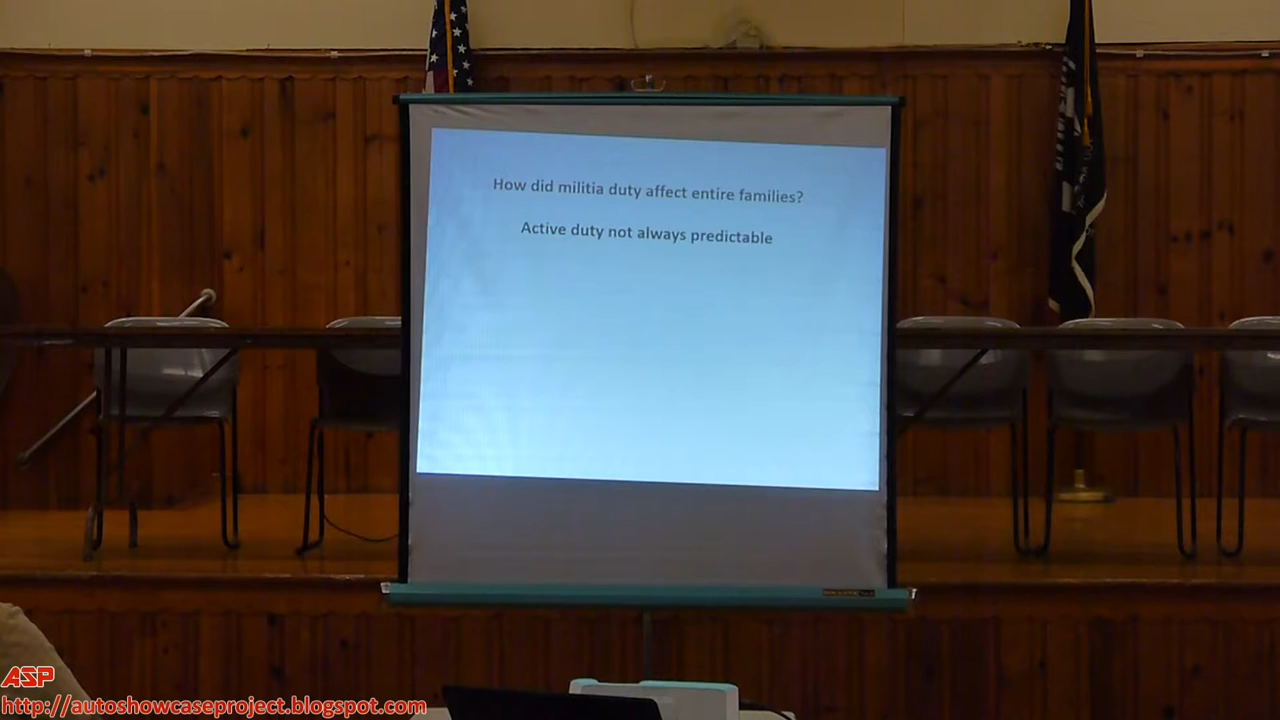 How did militia duty affect entire families?
Active duty not always predictable
ASP
http://autoshowcaseproject.blogspot.com